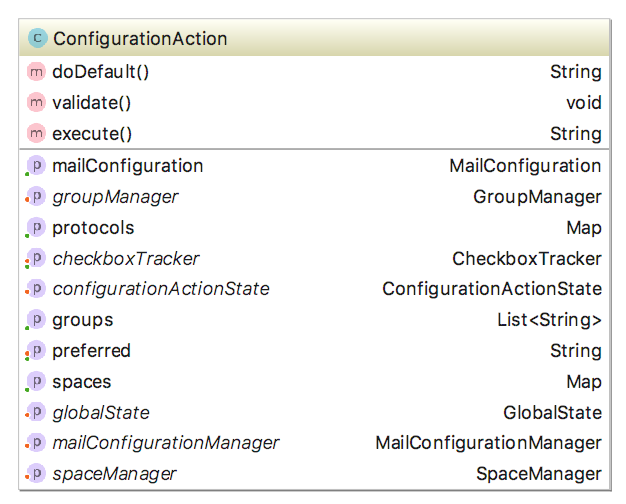 C ConfigurationAction
m doDefault() String
m validate() void
m execute() String
p mailConfiguration MailConfiguration
p groupManager GroupManager
p protocols Map
p checkboxTracker CheckboxTracker
p configurationActionState ConfigurationActionState
p groups List<String>
p preferred String
p spaces Map
p globalState GlobalState
p mailConfigurationManager MailConfigurationManager
p spaceManager SpaceManager